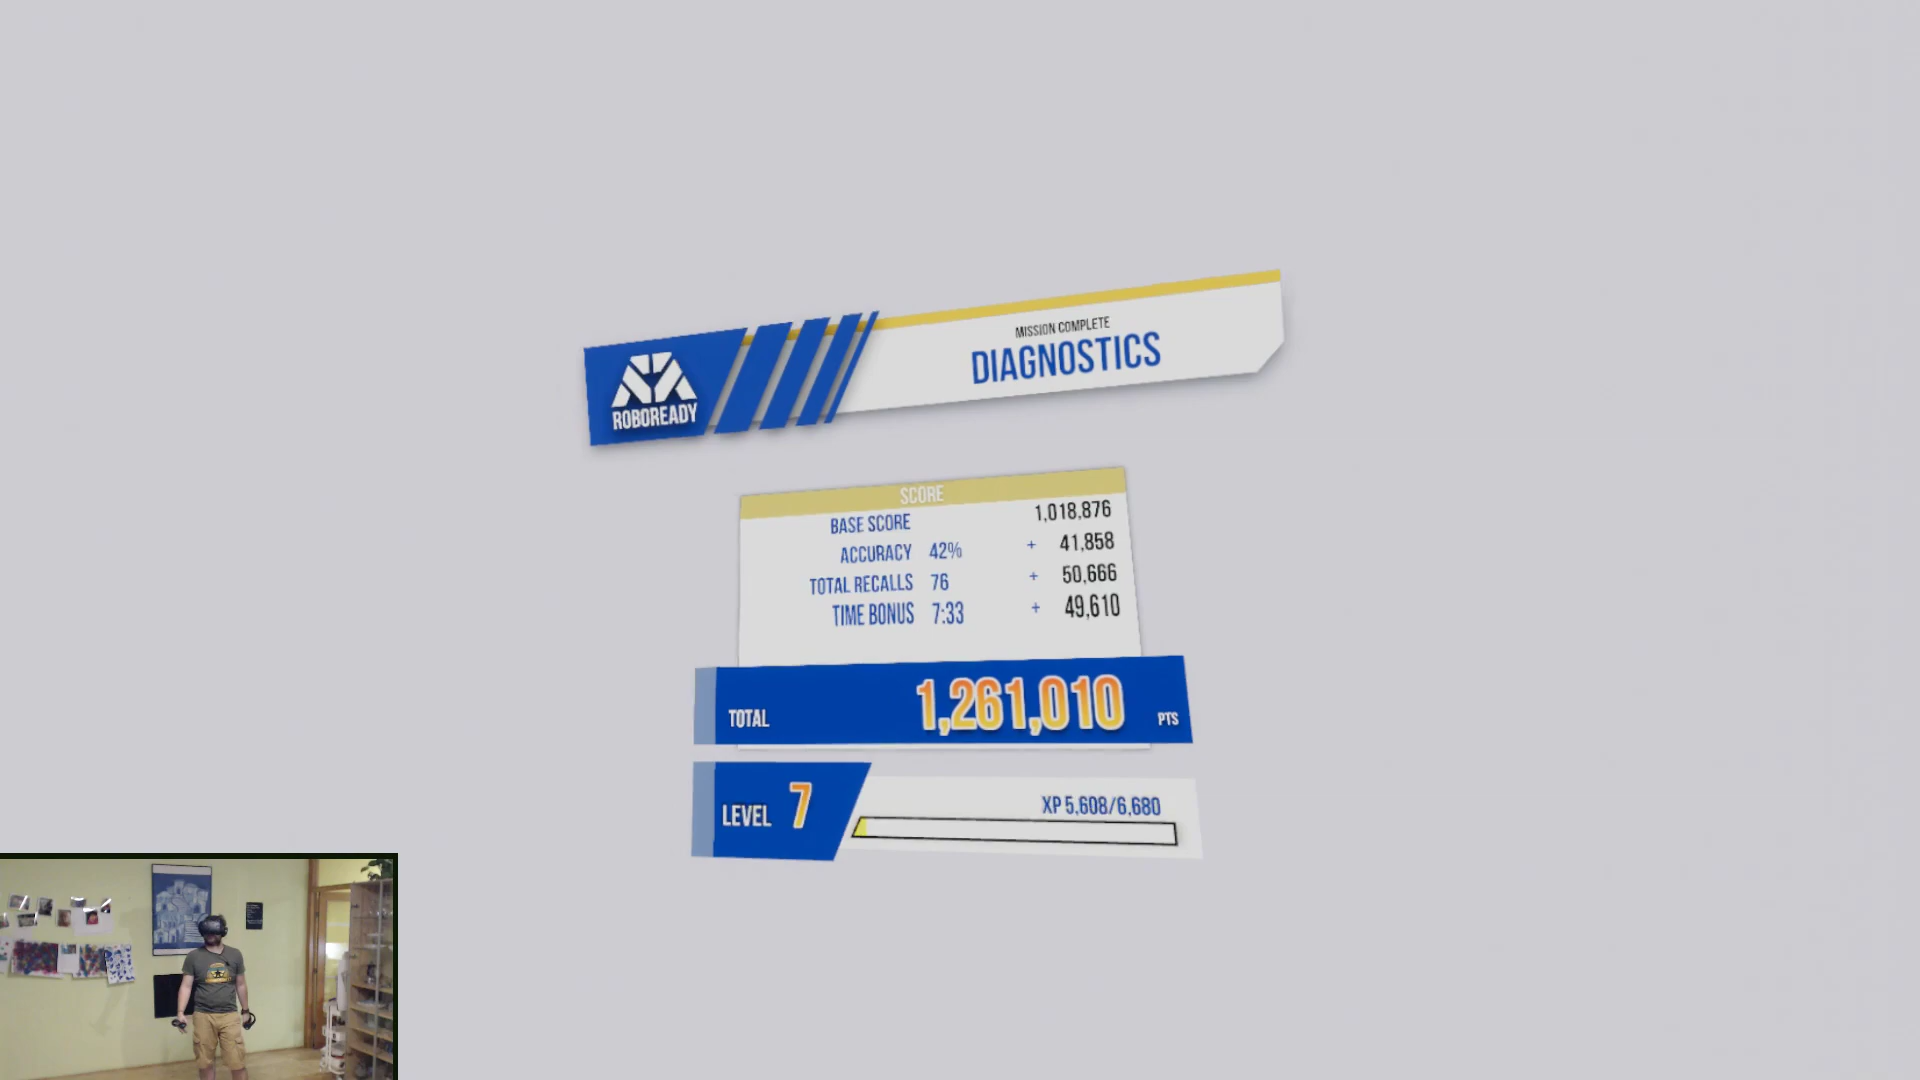 MISSION COMPLETE
DIAGNOSTICS
ROBOREADY
SCORE
BASE SCORE 1,018,876
ACCURACY 42% + 41,858
TOTAL RECALLS 76 + 50,666
TIME BONUS 7:33 + 49,610
TOTAL 1,261,010 PTS
LEVEL 7
XP 5,608/6,680